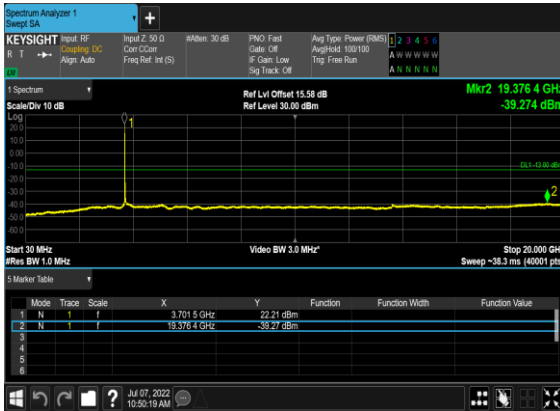 Spectrum Analyzer 1
Swept SA
+
KEYSIGHT Input: RF Input Z: 50 Ω #Atten: 30 dB PNO: Fast Avg Type: Power (RMS) 1 2 3 4 5 6
R T Coupling: DC Corr CCorr Gate: Off Avg|Hold: 100/100 A W W W W W
Align: Auto Freq Ref: Int (S) IF Gain: Low Trig: Free Run
LXI Sig Track: Off A N N N N N
1 Spectrum Ref Lvl Offset 15.58 dB Mkr2 19.376 4 GHz
Scale/Div 10 dB Ref Level 30.00 dBm -39.274 dBm
Log
1
20.0
10.0
0.00
-10.0
DL1 -13.00 dBm
-20.0
-30.0
2
-40.0
-50.0
-60.0
Start 30 MHz Video BW 3.0 MHz* Stop 20.000 GHz
#Res BW 1.0 MHz Sweep ~38.3 ms (40001 pts)
5 Marker Table
Mode Trace Scale X Y Function Function Width Function Value
1 N 1 f 3.701 5 GHz 22.21 dBm
2 N 1 f 19.376 4 GHz -39.27 dBm
3
4
5
6
? Jul 07, 2022
10:50:19 AM